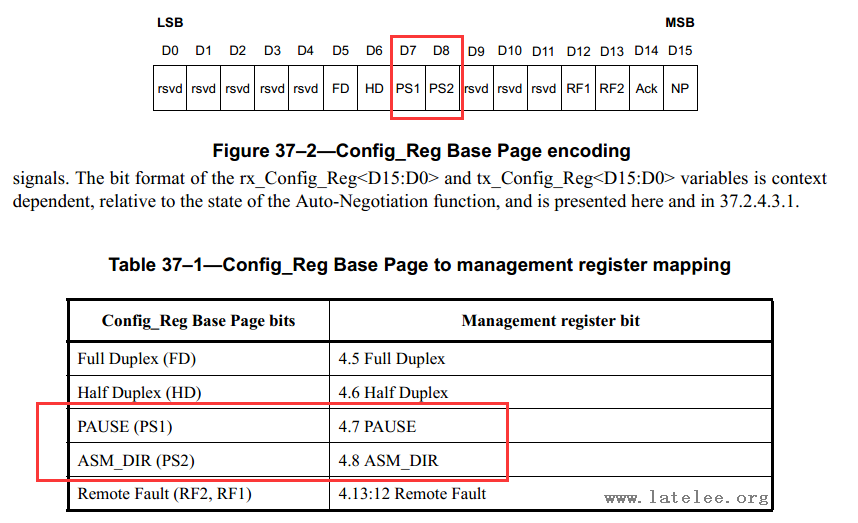 LSB MSB
D0 D1 D2 D3 D4 D5 D6 D7 D8 D9 D10 D11 D12 D13 D14 D15
rsvd rsvd rsvd rsvd rsvd FD HD PS1 PS2 rsvd rsvd rsvd RF1 RF2 Ack NP
Figure 37–2—Config_Reg Base Page encoding
signals. The bit format of the rx_Config_Reg<D15:D0> and tx_Config_Reg<D15:D0> variables is context
dependent, relative to the state of the Auto-Negotiation function, and is presented here and in 37.2.4.3.1.
Table 37–1—Config_Reg Base Page to management register mapping
Config_Reg Base Page bits Management register bit
Full Duplex (FD) 4.5 Full Duplex
Half Duplex (HD) 4.6 Half Duplex
PAUSE (PS1) 4.7 PAUSE
ASM_DIR (PS2) 4.8 ASM_DIR
Remote Fault (RF2, RF1) 4.13:12 Remote Fault
www.latelee.org